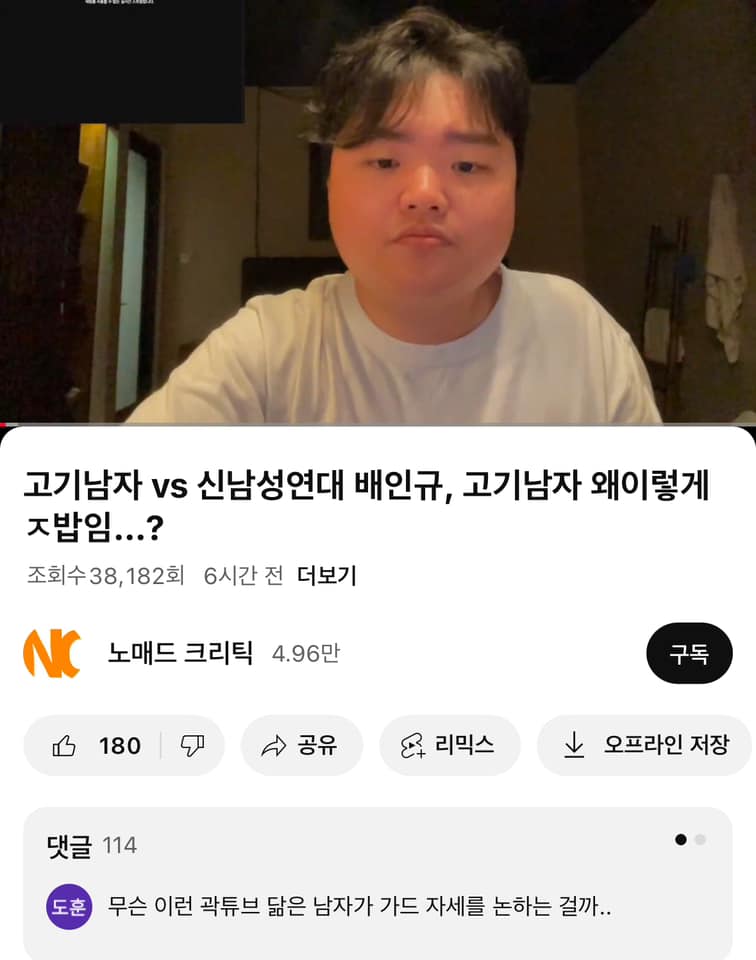 고기남자 vs 신남성연대 배인규, 고기남자 왜이렇게
ㅈ밥임...?
조회수 38,182회 6시간 전 더보기
NC
노매드 크리틱 4.96만
구독
180
공유
리믹스
오프라인 저장
댓글 114
도훈
무슨 이런 곽튜브 닮은 남자가 가드 자세를 논하는 걸까..